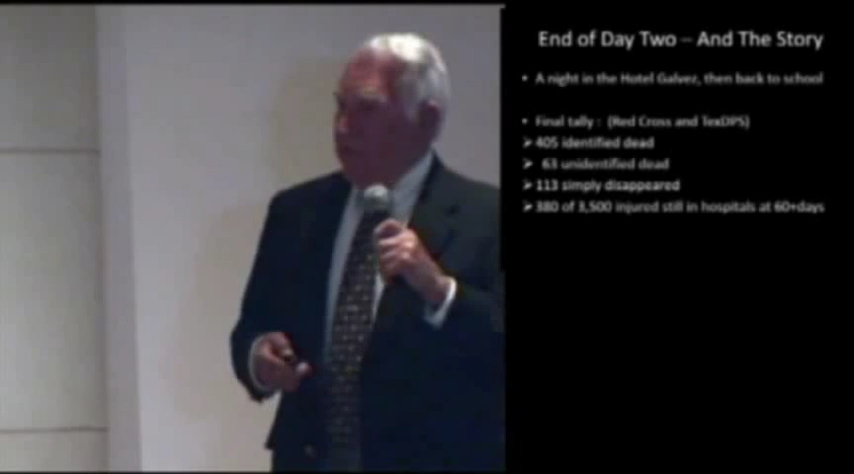 End of Day Two – And The Story
• A night in the Hotel Galvez, then back to school
• Final tally : (Red Cross and TexDPS)
➢ 405 identified dead
➢ 63 unidentified dead
➢ 113 simply disappeared
➢ 380 of 3,500 injured still in hospitals at 60+days